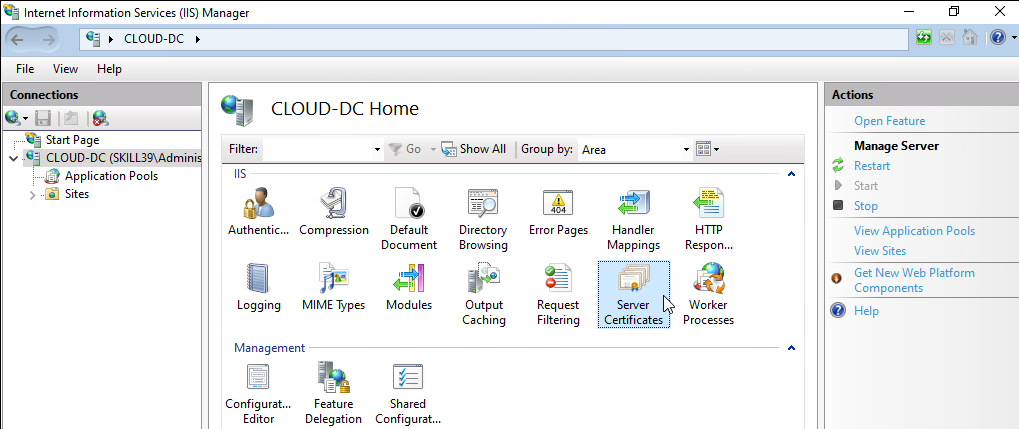 Internet Information Services (IIS) Manager
CLOUD-DC
File View Help
Connections
Start Page
CLOUD-DC (SKILL39\Adminis
Application Pools
Sites
CLOUD-DC Home
Filter: Go Show All Group by: Area
IIS
Authentic... Compression Default Document Directory Browsing Error Pages Handler Mappings HTTP Respon...
404
Logging MIME Types Modules Output Caching Request Filtering Server Certificates Worker Processes
Management
Configurat... Editor Feature Delegation Shared Configurat...
Actions
Open Feature
Manage Server
Restart
Start
Stop
View Application Pools
View Sites
Get New Web Platform
Components
Help